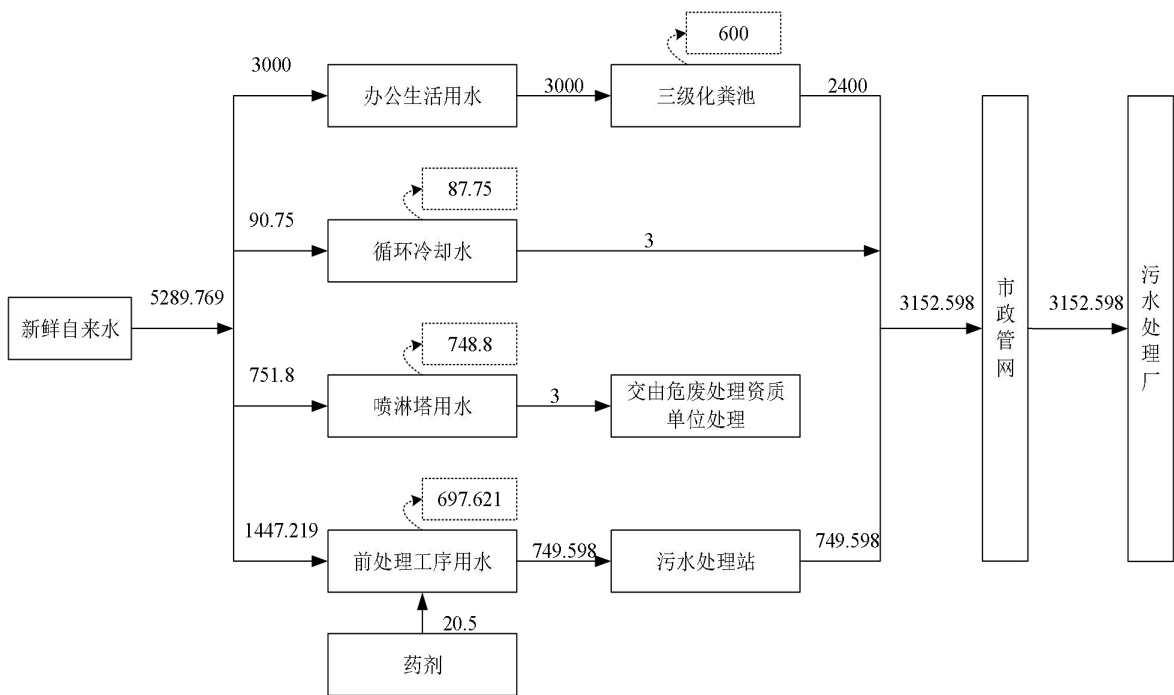 600
3000
办公生活用水
3000
三级化粪池
2400
87.75
90.75
循环冷却水
3
新鲜自来水
5289.769
748.8
751.8
喷淋塔用水
3
交由危废处理资质
单位处理
697.621
1447.219
前处理工序用水
749.598
污水处理站
749.598
20.5
药剂
3152.598
市政管网
3152.598
污水处理厂